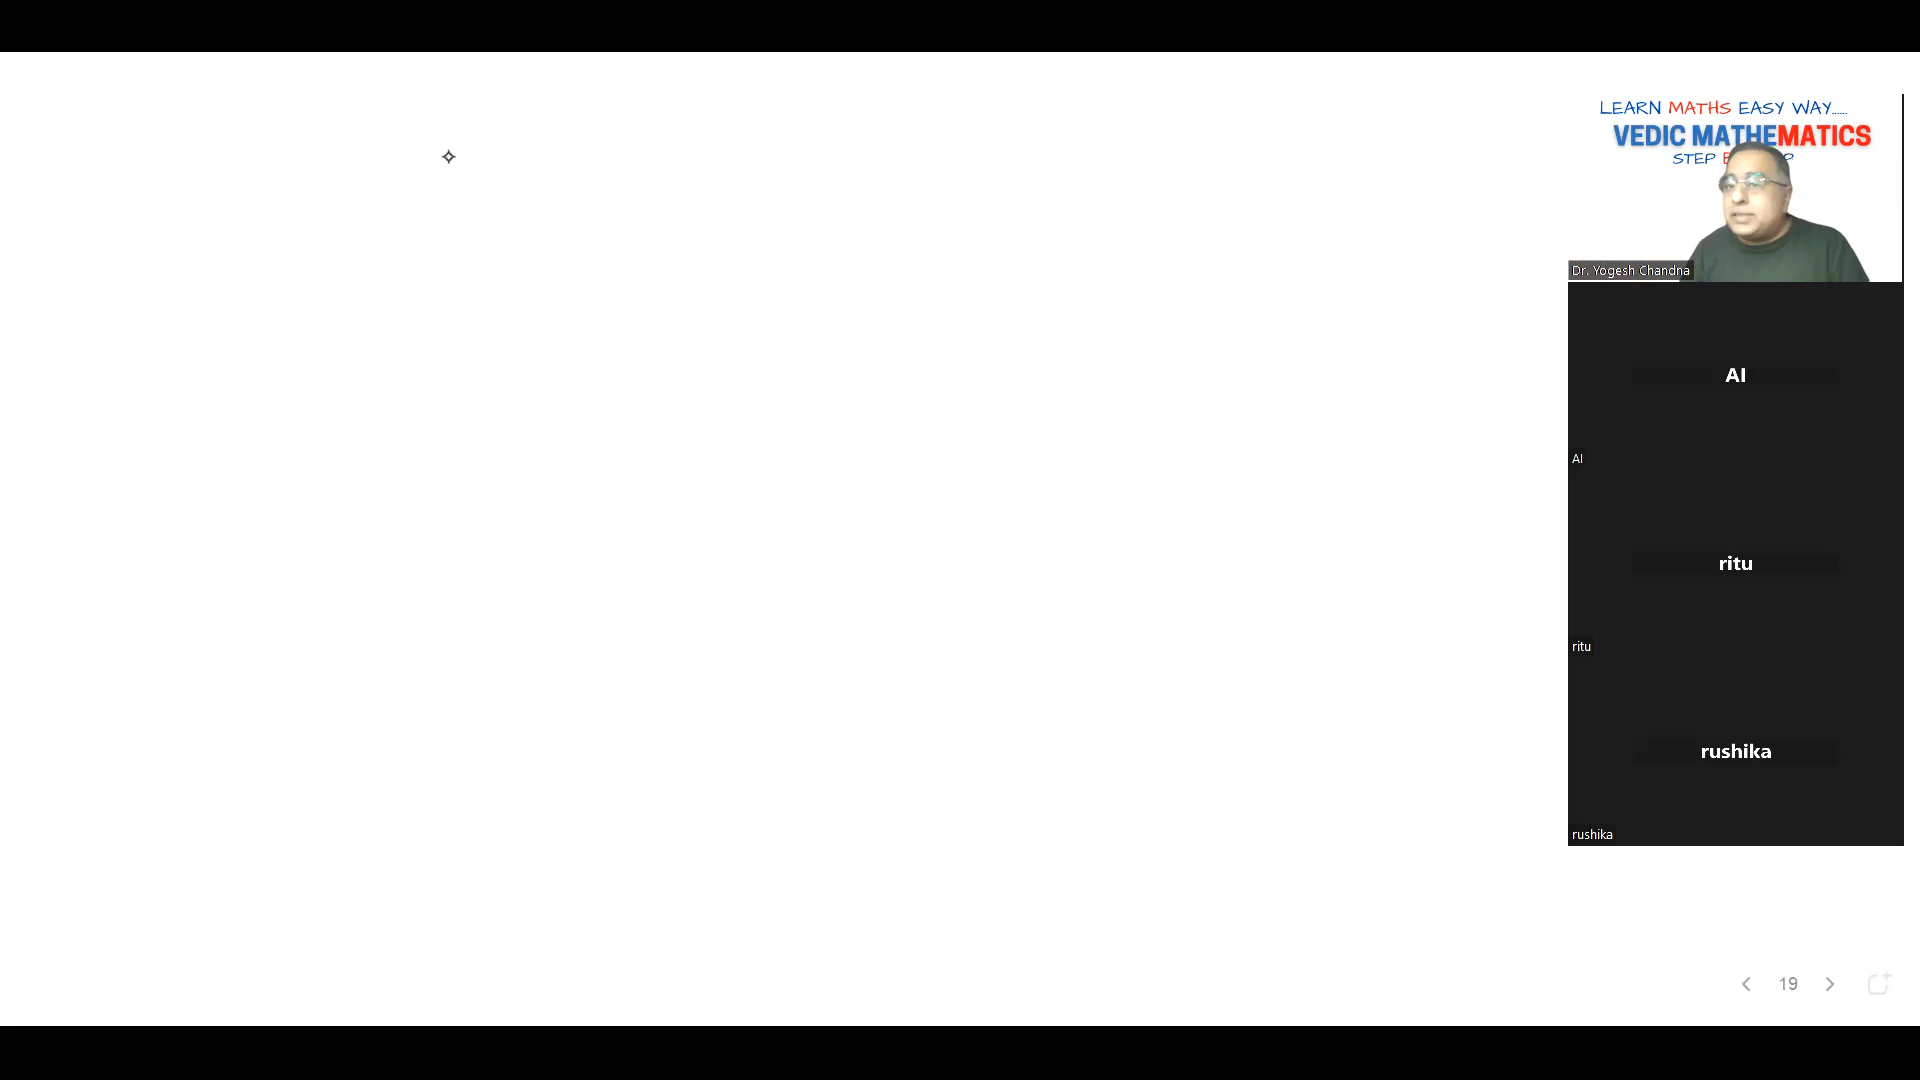 LEARN MATHS EASY WAY......
VEDIC MATHEMATICS
STEP
Dr. Yogesh Chandna
AI
AI
ritu
ritu
rushika
rushika
19